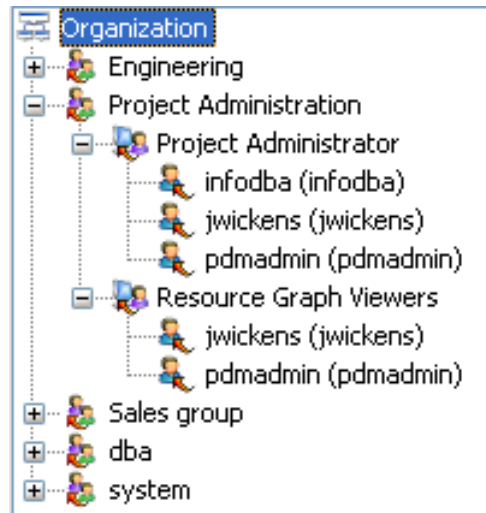 Organization
Engineering
Project Administration
Project Administrator
infodba (infodba)
jwickens (jwickens)
pdmadmin (pdmadmin)
Resource Graph Viewers
jwickens (jwickens)
pdmadmin (pdmadmin)
Sales group
dba
system